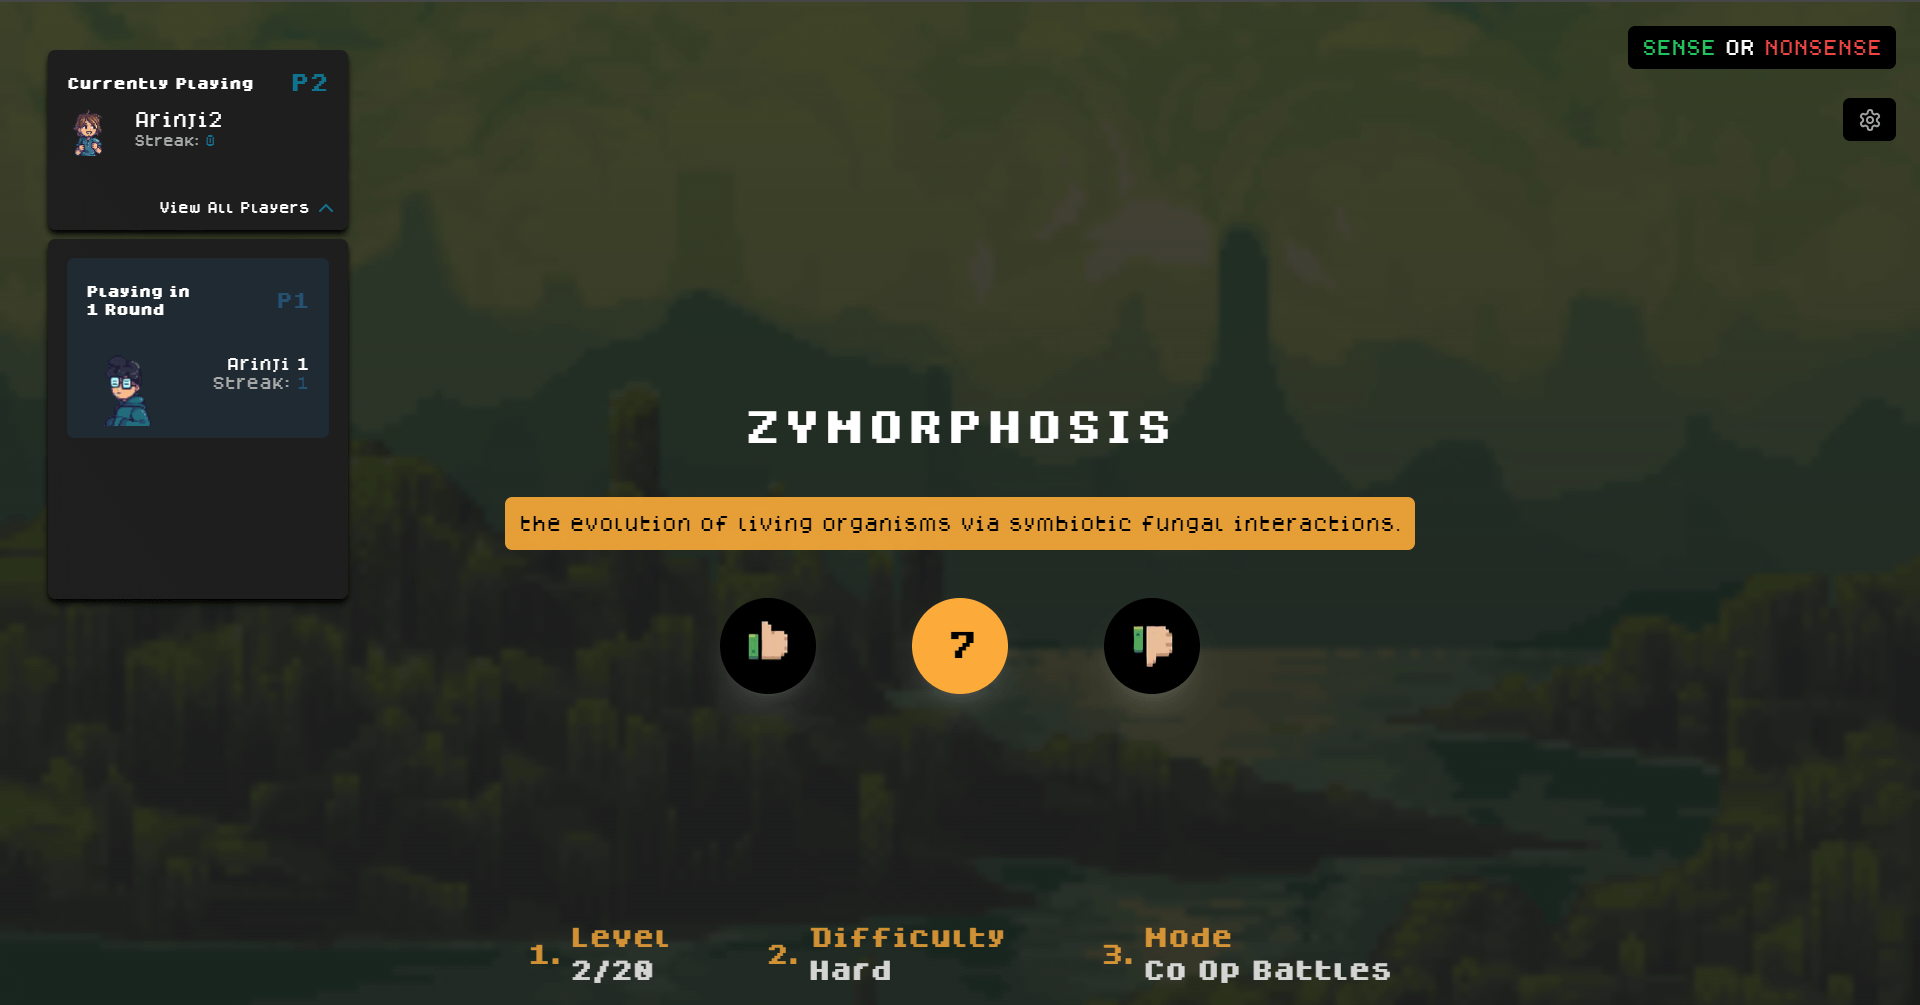 SENSE OR NONSENSE
Currently Playing P2
Arinji2
Streak: 0
View All Players
Playing in
1 Round
P1
Arinji 1
Streak: 1
ZYMORPHOSIS
the evolution of living organisms via symbiotic fungal interactions.
7
1. Level
2/20
2. Difficulty
Hard
3. Mode
Co Op Battles